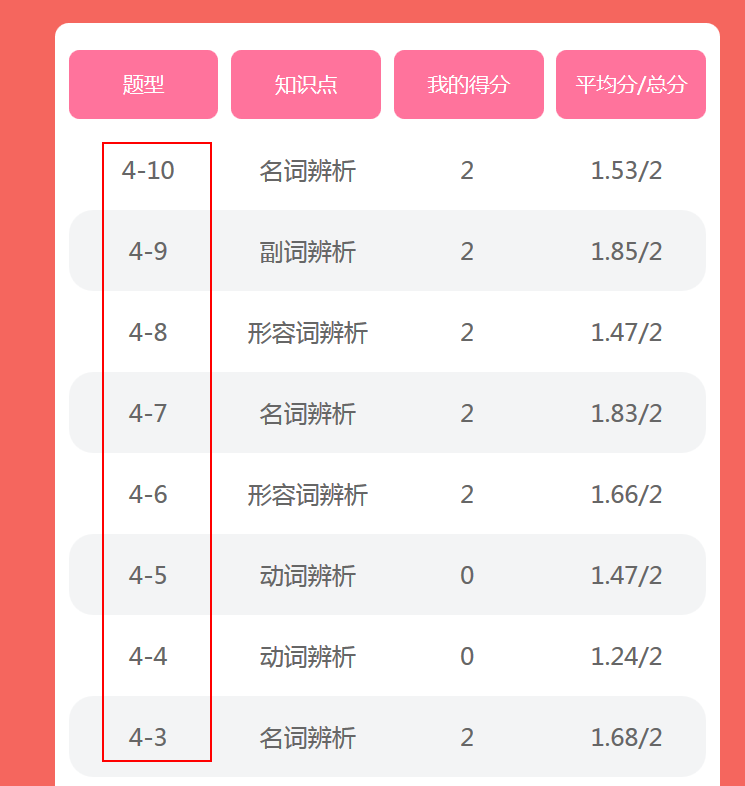 题型 知识点 我的得分 平均分/总分
4-10 名词辨析 2 1.53/2
4-9 副词辨析 2 1.85/2
4-8 形容词辨析 2 1.47/2
4-7 名词辨析 2 1.83/2
4-6 形容词辨析 2 1.66/2
4-5 动词辨析 0 1.47/2
4-4 动词辨析 0 1.24/2
4-3 名词辨析 2 1.68/2